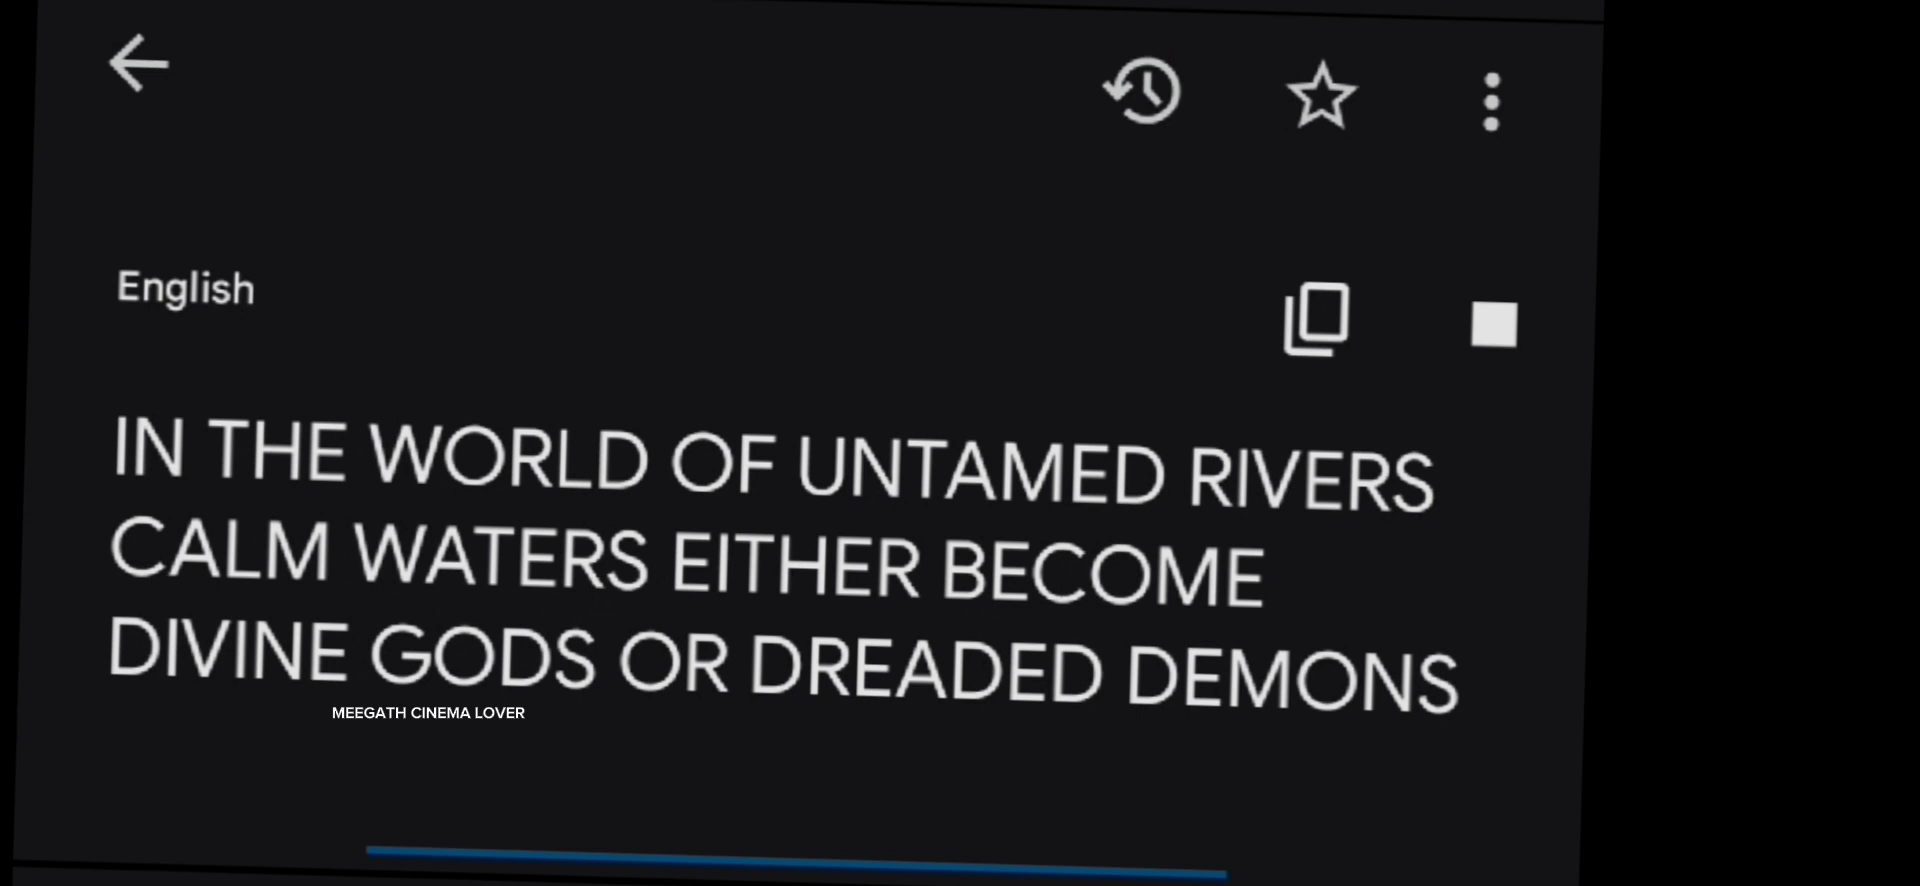 English
IN THE WORLD OF UNTAMED RIVERS
CALM WATERS EITHER BECOME
DIVINE GODS OR DREADED DEMONS
MEEGATH CINEMA LOVER